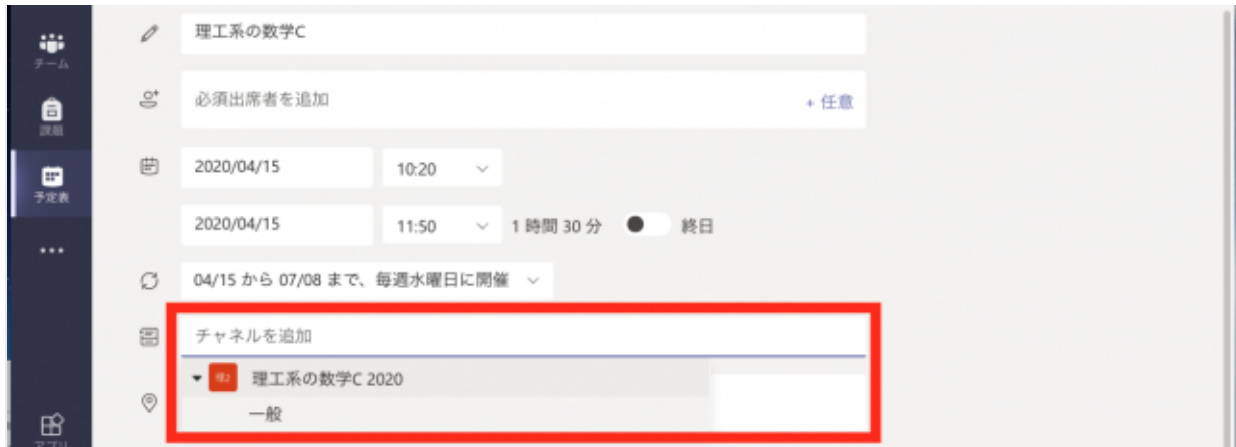 チーム
課題
予定表
理工系の数学C
必須出席者を追加
+ 任意
2020/04/15
10:20
2020/04/15
11:50
1 時間 30 分
終日
04/15 から 07/08 まで、毎週水曜日に開催
チャネルを追加
理2
理工系の数学C 2020
一般
アプリ